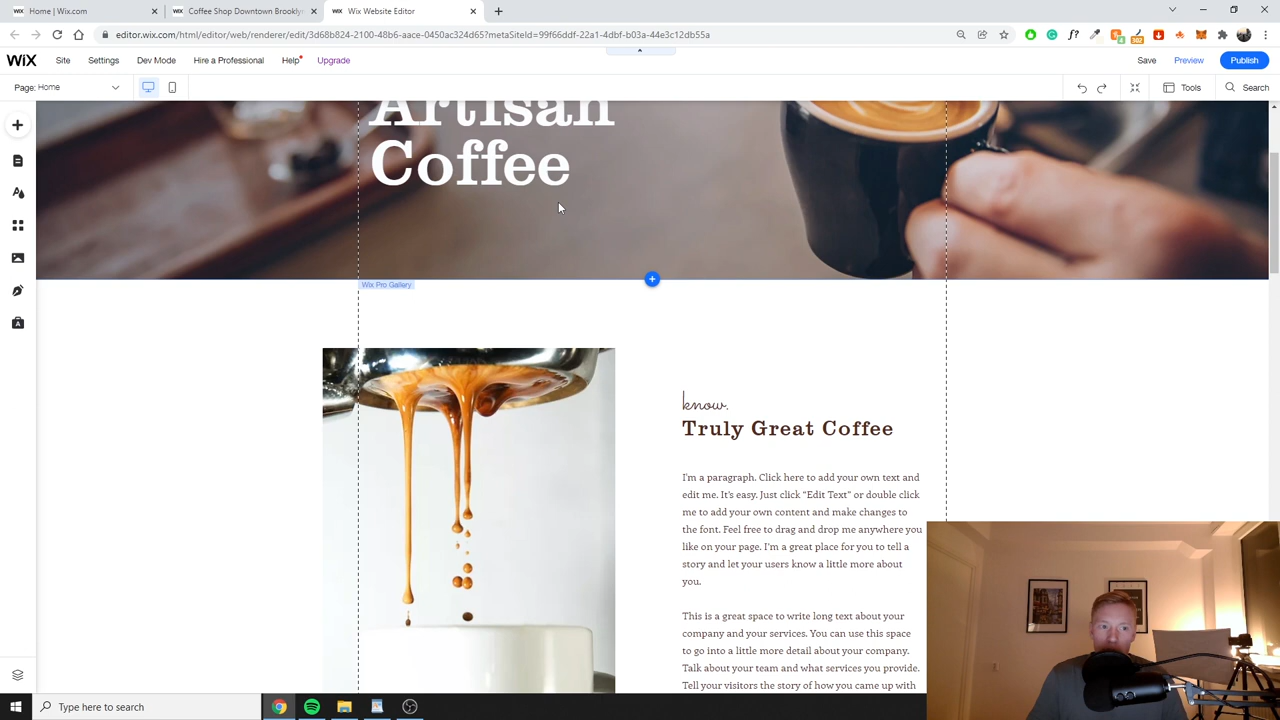 Home | Wix.com
Coffee Shop Downtown Brooklyn
Wix Website Editor
editor.wix.com/html/editor/web/renderer/edit/3d68b824-2100-48b6-aace-0450ac324d65?metaSiteId=99f66ddf-22a1-4dbf-b03a-44e3c12db55a
WiX
Site
Settings
Dev Mode
Hire a Professional
Help
Upgrade
Save
Preview
Publish
Page: Home
Tools
Search
Artisan
Coffee
Wix Pro Gallery
know.
Truly Great Coffee
I'm a paragraph. Click here to add your own text and
edit me. It's easy. Just click “Edit Text” or double click
me to add your own content and make changes to
the font. Feel free to drag and drop me anywhere you
like on your page. I'm a great place for you to tell a
story and let your users know a little more about
you.
This is a great space to write long text about your
company and your services. You can use this space
to go into a little more detail about your company.
Talk about your team and what services you provide.
Tell your visitors the story of how you came up with
Type here to search